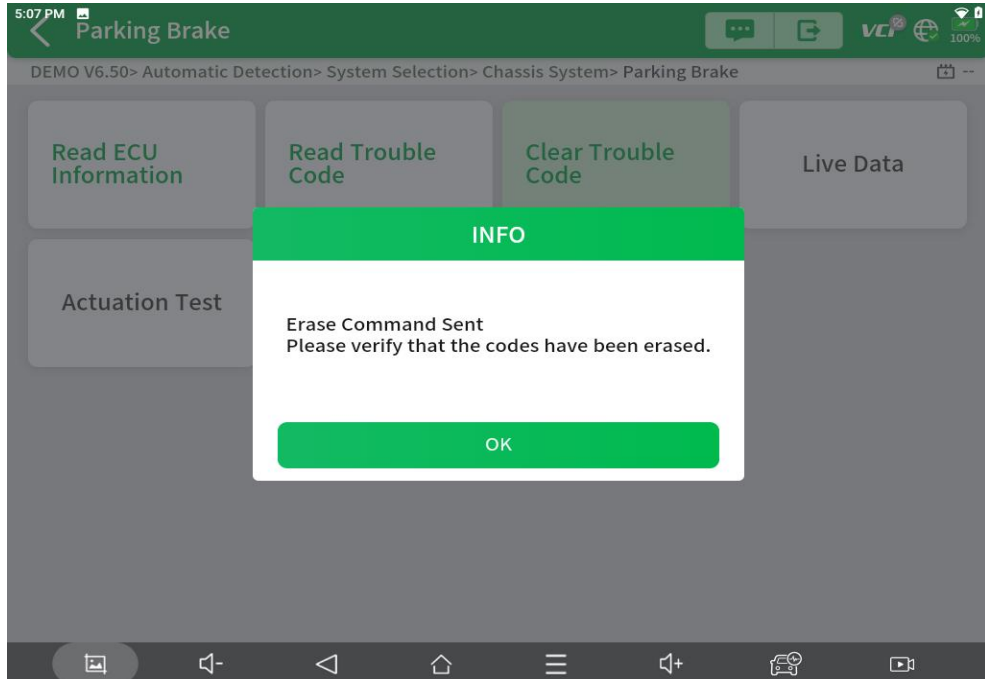 5:07 PM
Parking Brake
VCI
100%
DEMO V6.50> Automatic Detection> System Selection> Chassis System> Parking Brake
--
Read ECU
Information
Read Trouble
Code
Clear Trouble
Code
Live Data
Actuation Test
INFO
Erase Command Sent
Please verify that the codes have been erased.
OK